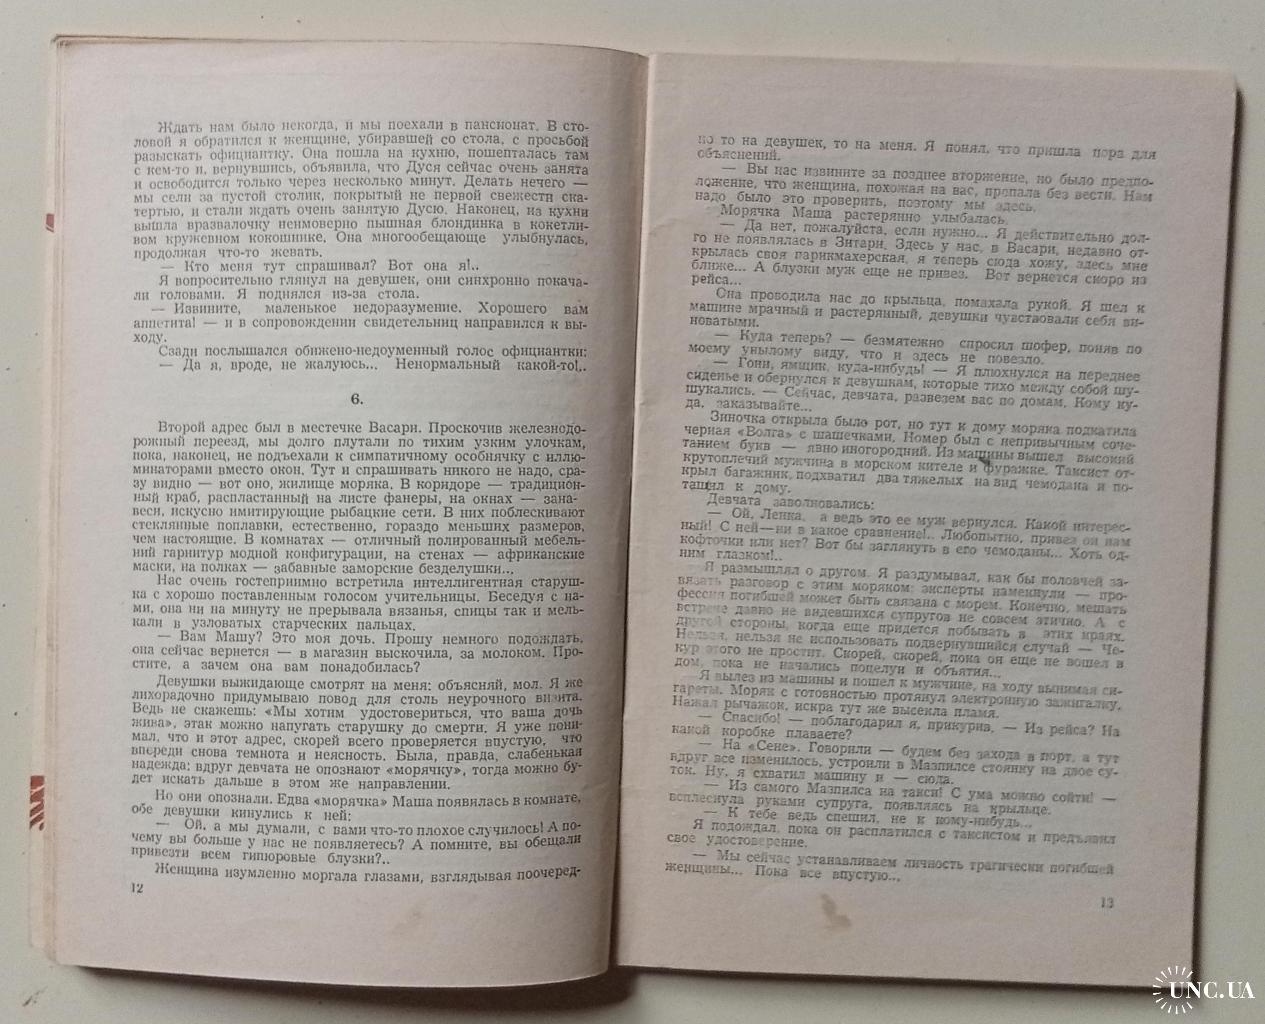 Ждать нам было некогда, и мы поехали в пансионат. В сто-
ловой я обратился к женщине, убиравшей со стола, с просьбой
разыскать официантку. Она пошла на кухню, пошепталась там
с кем-то и, вернувшись, объявила, что Дуся сейчас очень занята
и освободится только через несколько минут. Делать нечего —
мы сели за пустой столик, покрытый не первой свежести ска-
тертью, и стали ждать очень занятую Дусю. Наконец, из кухни
вышла вразвалочку неимоверно пышная блондинка в кокетли-
вом кружевном кокошнике. Она многообещающе улыбнулась,
продолжая что-то жевать.
— Кто меня тут спрашивал? Вот она я!..
Я вопросительно глянул на девушек, они синхронно покача-
ли головами. Я поднялся из-за стола.
— Извините, маленькое недоразумение. Хорошего вам
аппетита! — и в сопровождении свидетельниц направился к вы-
ходу.
Сзади послышался обижено-недоуменный голос официантки:
— Да я, вроде, не жалуюсь... Ненормальный какой-то!..
6.
Второй адрес был в местечке Васари. Проскочив железнодо-
рожный переезд, мы долго плутали по тихим узким улочкам,
пока, наконец, не подъехали к симпатичному особнячку с иллю-
минаторами вместо окон. Тут и спрашивать никого не надо, сра-
зу видно — вот оно, жилище моряка. В коридоре — традицион-
ный краб, распластанный на листе фанеры, на окнах — зана-
веси, искусно имитирующие рыбацкие сети. В них поблескивают
стеклянные поплавки, естественно, гораздо меньших размеров,
чем настоящие. В комнатах — отличный полированный мебель-
ний гарнитур модной конфигурации, на стенах — африканские
маски, на полках — забавные заморские безделушки...
Нас очень гостеприимно встретила интеллигентная старуш-
ка с хорошо поставленным голосом учительницы. Беседуя с на-
ми, она ни на минуту не прерывала вязанья, спицы так и мель-
кали в узловатых старческих пальцах.
— Вам Машу? Это моя дочь. Прошу немного подождать,
она сейчас вернется — в магазин выскочила, за молоком. Про-
стите, а зачем она вам понадобилась?
Девушки выжидающе смотрят на меня: объясняй, мол. Я же
лихорадочно придумываю повод для столь неурочного визита.
Ведь не скажешь: «Мы хотим удостовериться, что ваша дочь
жива», этак можно напугать старушку до смерти. Я уже пони-
мал, что и этот адрес, скорей всего проверяется впустую, что
впереди снова темнота и неясность. Была, правда, слабенькая
надежда: вдруг девчата не опознают «морячку», тогда можно бу-
дет искать дальше в этом же направлении.
Но они опознали. Едва «морячка» Маша появилась в комнате,
обе девушки кинулись к ней:
— Ой, а мы думали, с вами что-то плохое случилось! А по-
чему вы больше у нас не появляетесь? А помните, вы обещали
привезти всем гипюровые блузки?..
Женщина изумленно моргала глазами, взглядывая поочеред-
12
но то на девушек, то на меня. Я понял, что пришла пора для
объяснений.
— Вы нас извините за позднее вторжение, но было предпо-
ложение, что женщина, похожая на вас, пропала без вести. Нам
надо было это проверить, поэтому мы здесь.
Морячка Маша растерянно улыбалась.
— Да нет, пожалуйста, если нужно... Я действительно дол-
го не появлялась в Зитари. Здесь у нас, в Васари, недавно от-
крылась своя парикмахерская, я теперь сюда хожу, здесь мне
ближе... А блузки муж еще не привез. Вот вернется скоро из
рейса...
Она проводила нас до крыльца, помахала рукой. Я шел к
машине мрачный и растерянный, девушки чувствовали себя ви-
новатыми.
— Куда теперь? — безмятежно спросил шофер, поняв по
моему унылому виду, что и здесь не повезло.
— Гони, ямщик, куда-нибудь! — Я плюхнулся на переднее
сиденье и обернулся к девушкам, которые тихо между собой шу-
шукались. — Сейчас, девчата, развезем вас по домам. Кому ку-
да, заказывайте...
Зиночка открыла было рот, но тут к дому моряка подкатила
черная «Волга» с шашечками. Номер был с непривычным соче-
танием букв — явно иногородний. Из машины вышел высокий
крутоплечий мужчина в морском кителе и фуражке. Таксист от-
крыл багажник, подхватил два тяжелых на вид чемодана и по-
тащил к дому.
Девчата заволновались:
— Ой, Ленка, а ведь это ее муж вернулся. Какой интерес-
ный! С ней—ни в какое сравнение!.. Любопытно, привез он нам
кофточки или нет? Вот бы заглянуть в его чемоданы... Хоть од-
ним глазком!..
Я размышлял о другом. Я раздумывал, как бы половчей за-
вязать разговор с этим моряком: эксперты намекнули — про-
фессия погибшей может быть связана с морем. Конечно, мешать
встрече давно не видевшихся супругов не совсем этично. А с
другой стороны, когда еще придется побывать в этих краях.
Нельзя, нельзя не использовать подвернувшийся случай — Че-
кур этого не простит. Скорей, скорей, пока он еще не вошел в
дом, пока не начались поцелуи и объятия...
Я вылез из машины и пошел к мужчине, на ходу вынимая си-
гареты. Моряк с готовностью протянул электронную зажигалку.
Нажал рычажок, искра тут же высекла пламя.
— Спасибо! — поблагодарил я, прикурив. — Из рейса? На
какой коробке плаваете?
— На «Сене». Говорили — будем без захода в порт, а тут
вдруг все изменилось, устроили в Мазпилсе стоянку на двое су-
ток. Ну, я схватил машину и — сюда.
— Из самого Мазпилса на такси! С ума можно сойти! —
всплеснула руками супруга, появляясь на крыльце.
— К тебе ведь спешил, не к кому-нибудь...
Я подождал, пока он расплатился с таксистом и предъявил
свое удостоверение.
— Мы сейчас устанавливаем личность трагически погибшей
женщины... Пока все впустую...
13
UNC.UA